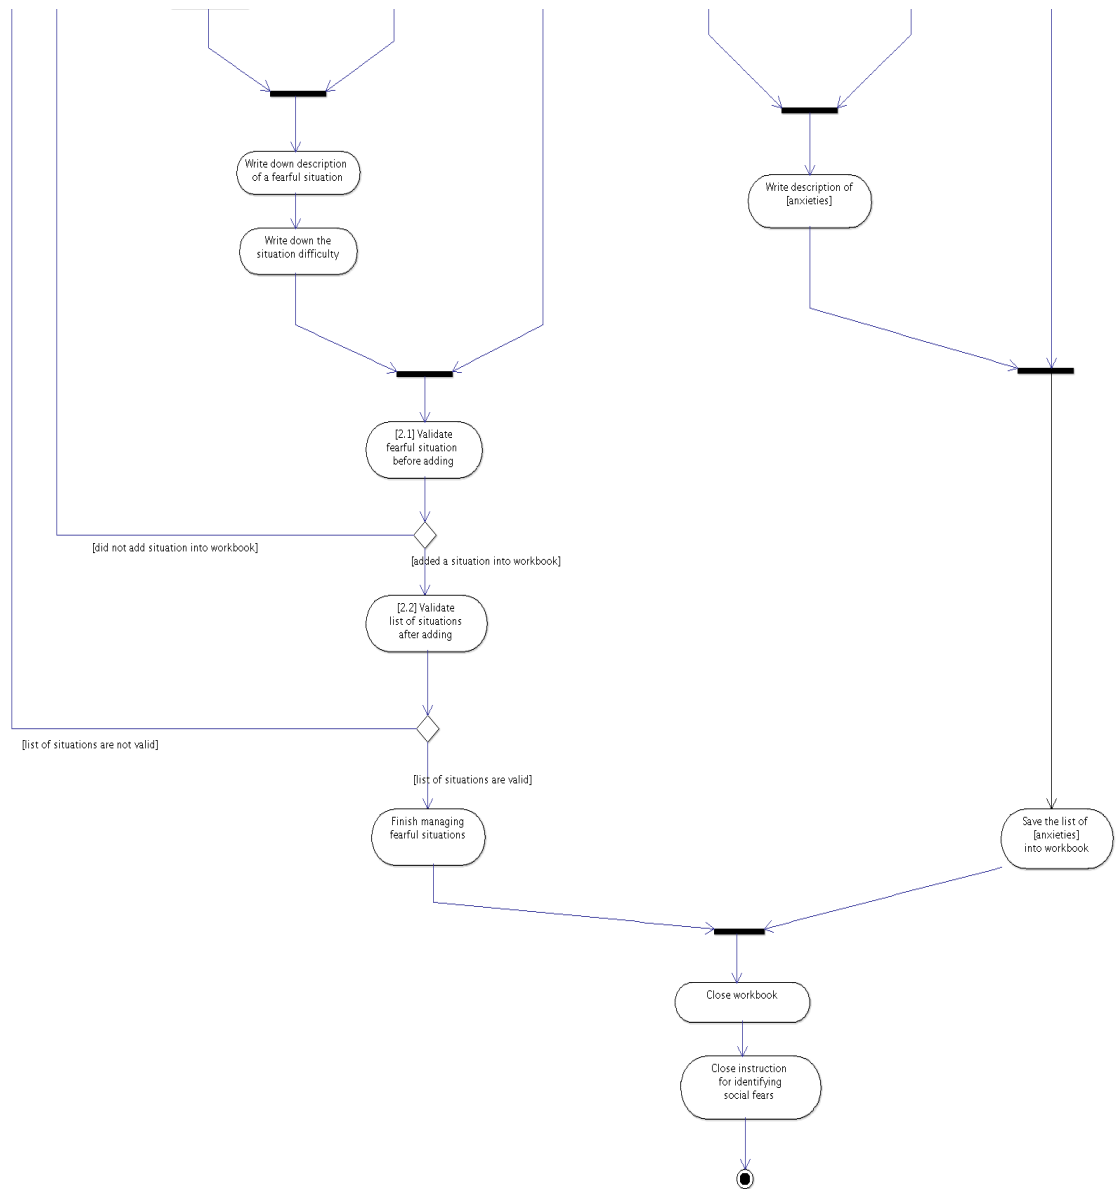 Write down description
of a fearful situation
Write description of
[anxieties]
Write down the
situation difficulty
[2.1] Validate
fearful situation
before adding
[did not add situation into workbook]
[added a situation into workbook]
[2.2] Validate
list of situations
after adding
[list of situations are not valid]
[list of situations are valid]
Finish managing
fearful situations
Save the list of
[anxieties]
into workbook
Close workbook
Close instruction
for identifying
social fears